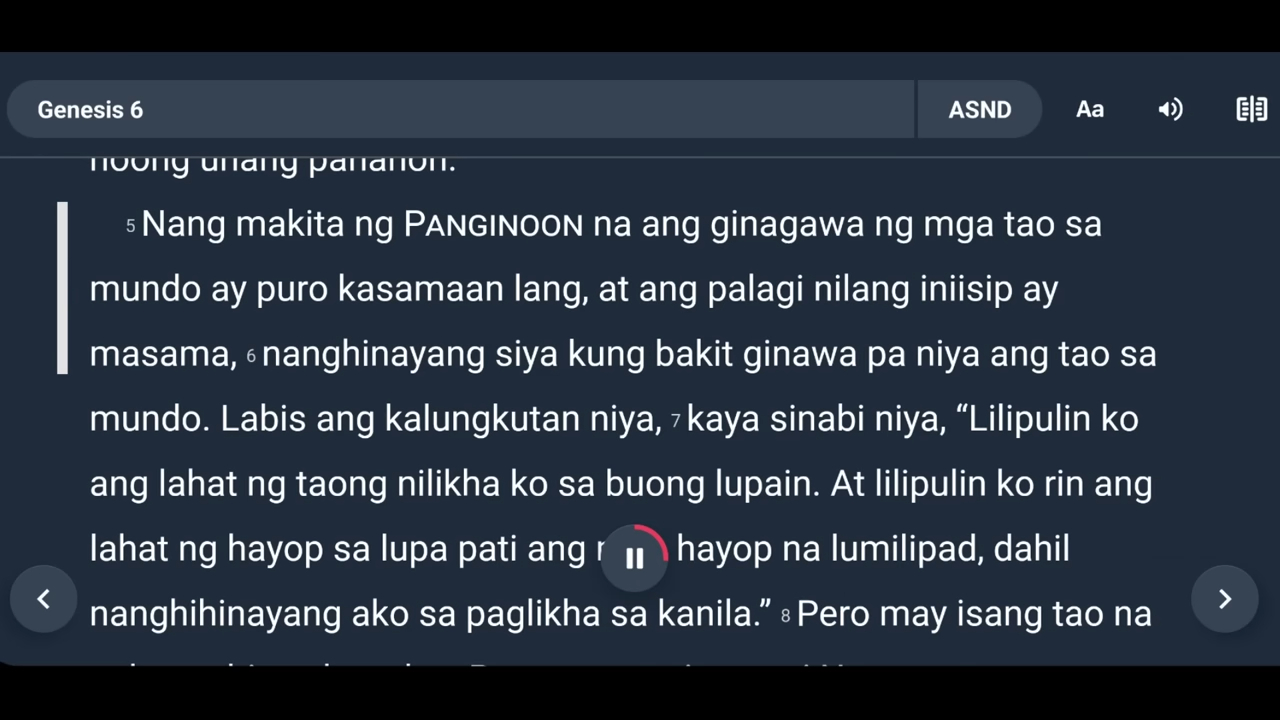 Genesis 6
ASND
Aa
noong unang panahon.
5 Nang makita ng PANGINOON na ang ginagawa ng mga tao sa
mundo ay puro kasamaan lang, at ang palagi nilang iniisip ay
masama, 6 nanghinayang siya kung bakit ginawa pa niya ang tao sa
mundo. Labis ang kalungkutan niya, 7 kaya sinabi niya, “Lilipulin ko
ang lahat ng taong nilikha ko sa buong lupain. At lilipulin ko rin ang
lahat ng hayop sa lupa pati ang hayop na lumilipad, dahil
nanghihinayang ako sa paglikha sa kanila.” 8 Pero may isang tao na